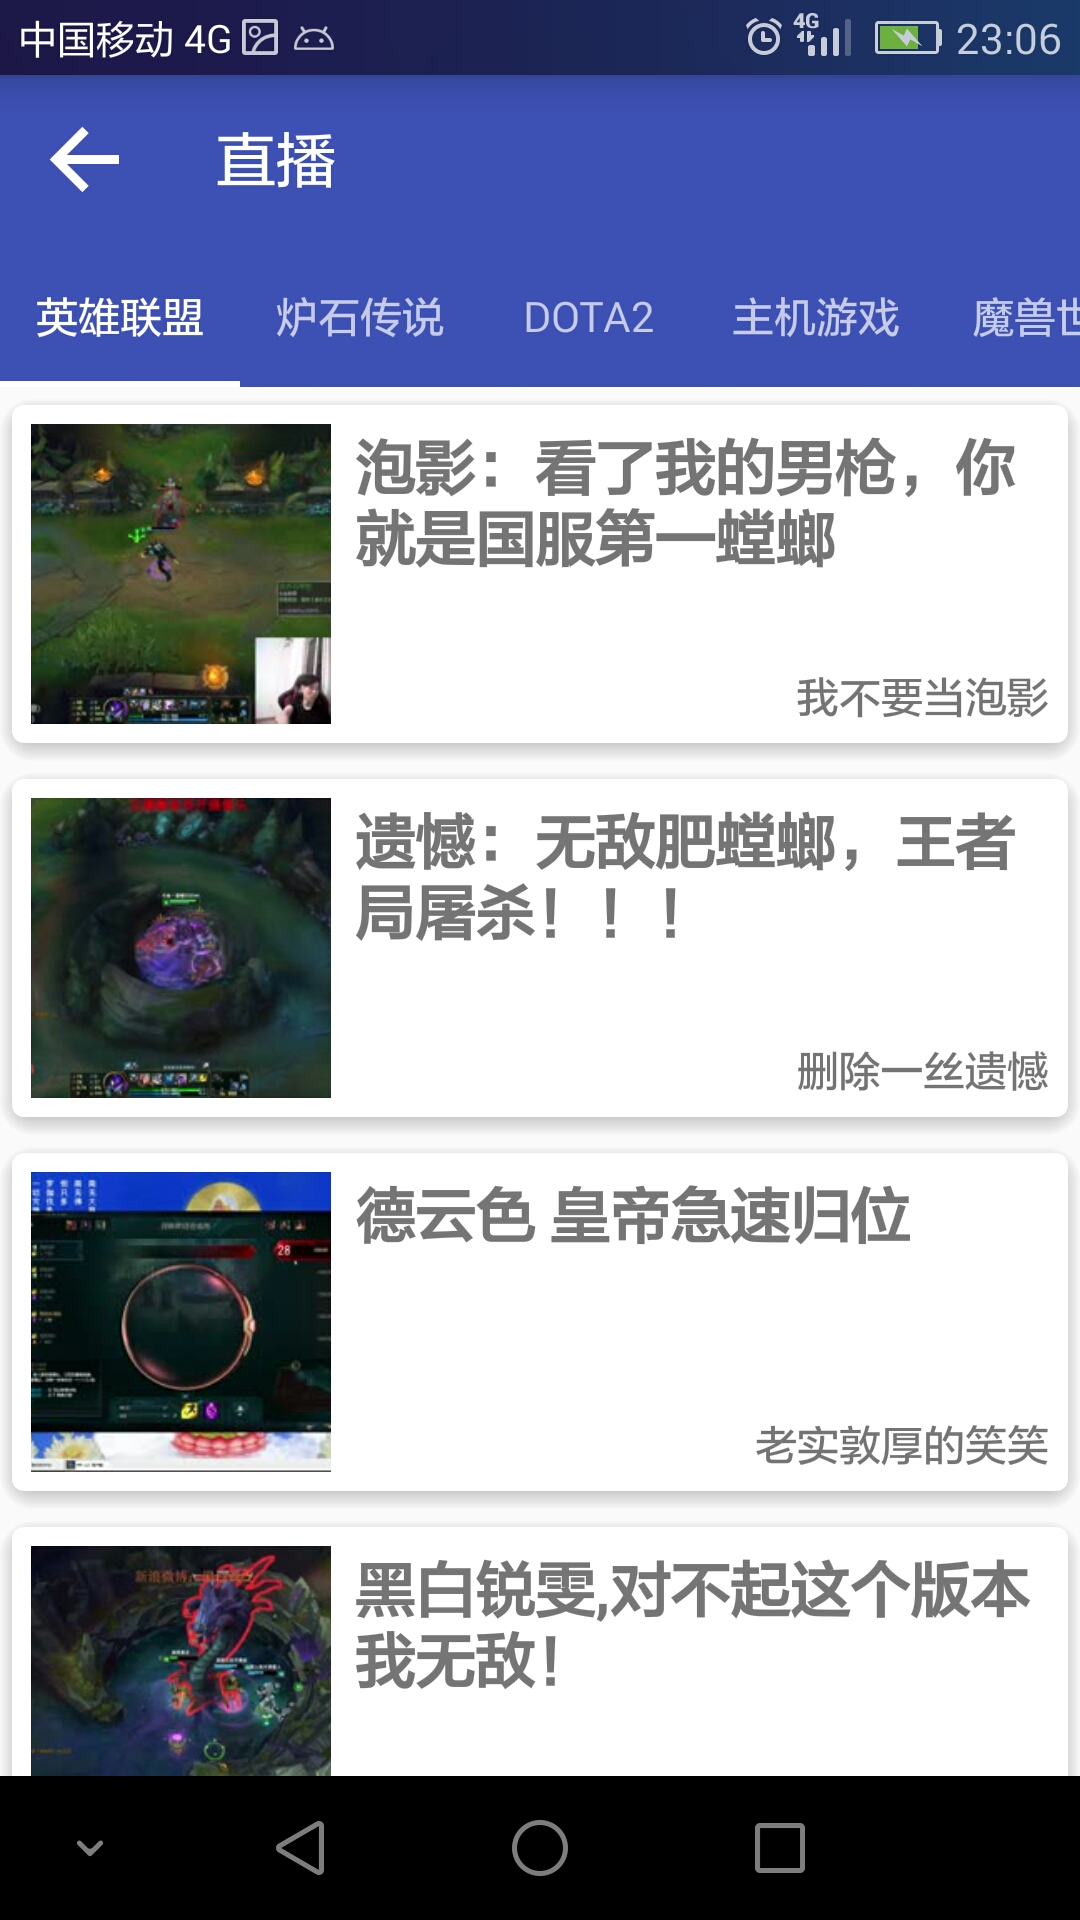 中国移动 4G
4G
23:06
直播
英雄联盟
炉石传说
DOTA2
主机游戏
魔兽世
泡影：看了我的男枪，你
就是国服第一螳螂
我不要当泡影
遗憾：无敌肥螳螂，王者
局屠杀！！！
删除一丝遗憾
28
德云色 皇帝急速归位
老实敦厚的笑笑
新浪微博
黑白锐雯,对不起这个版本
我无敌！